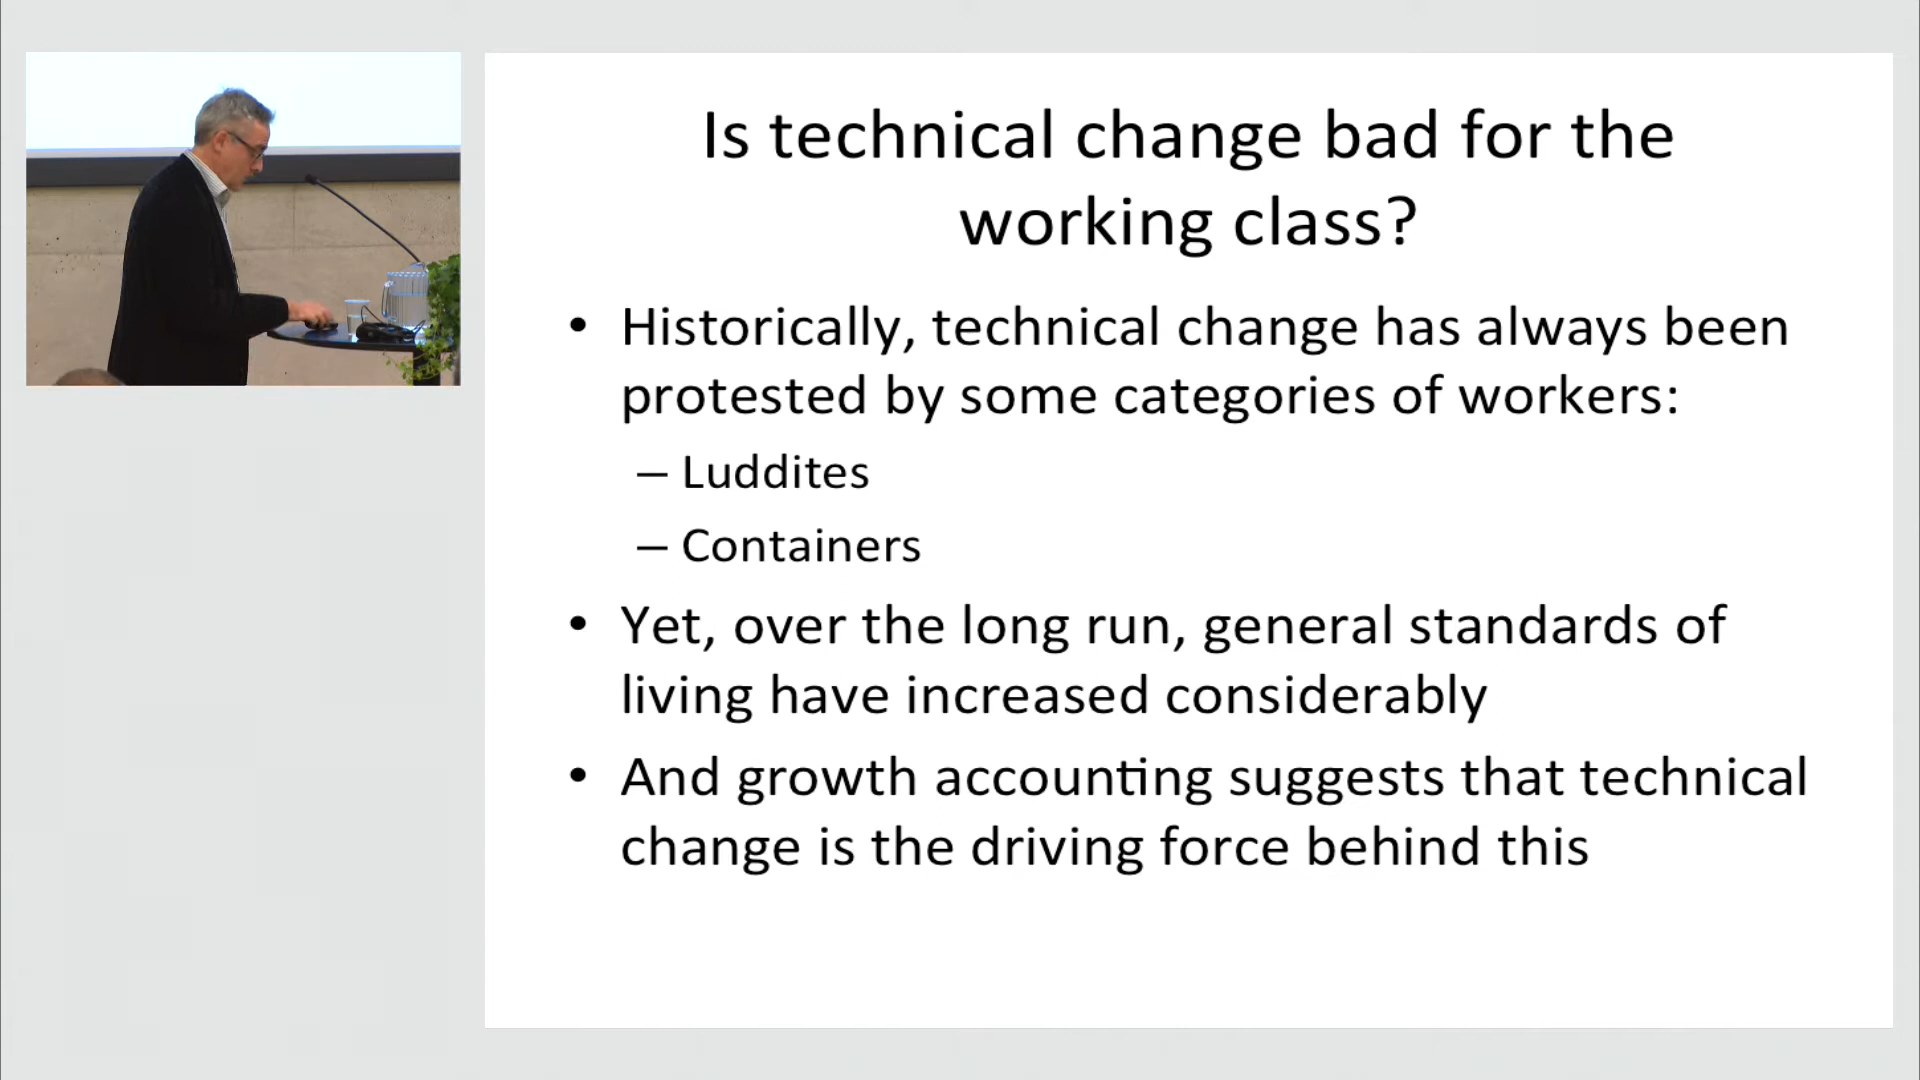 Is technical change bad for the
working class?
• Historically, technical change has always been
protested by some categories of workers:
– Luddites
– Containers
• Yet, over the long run, general standards of
living have increased considerably
• And growth accounting suggests that technical
change is the driving force behind this